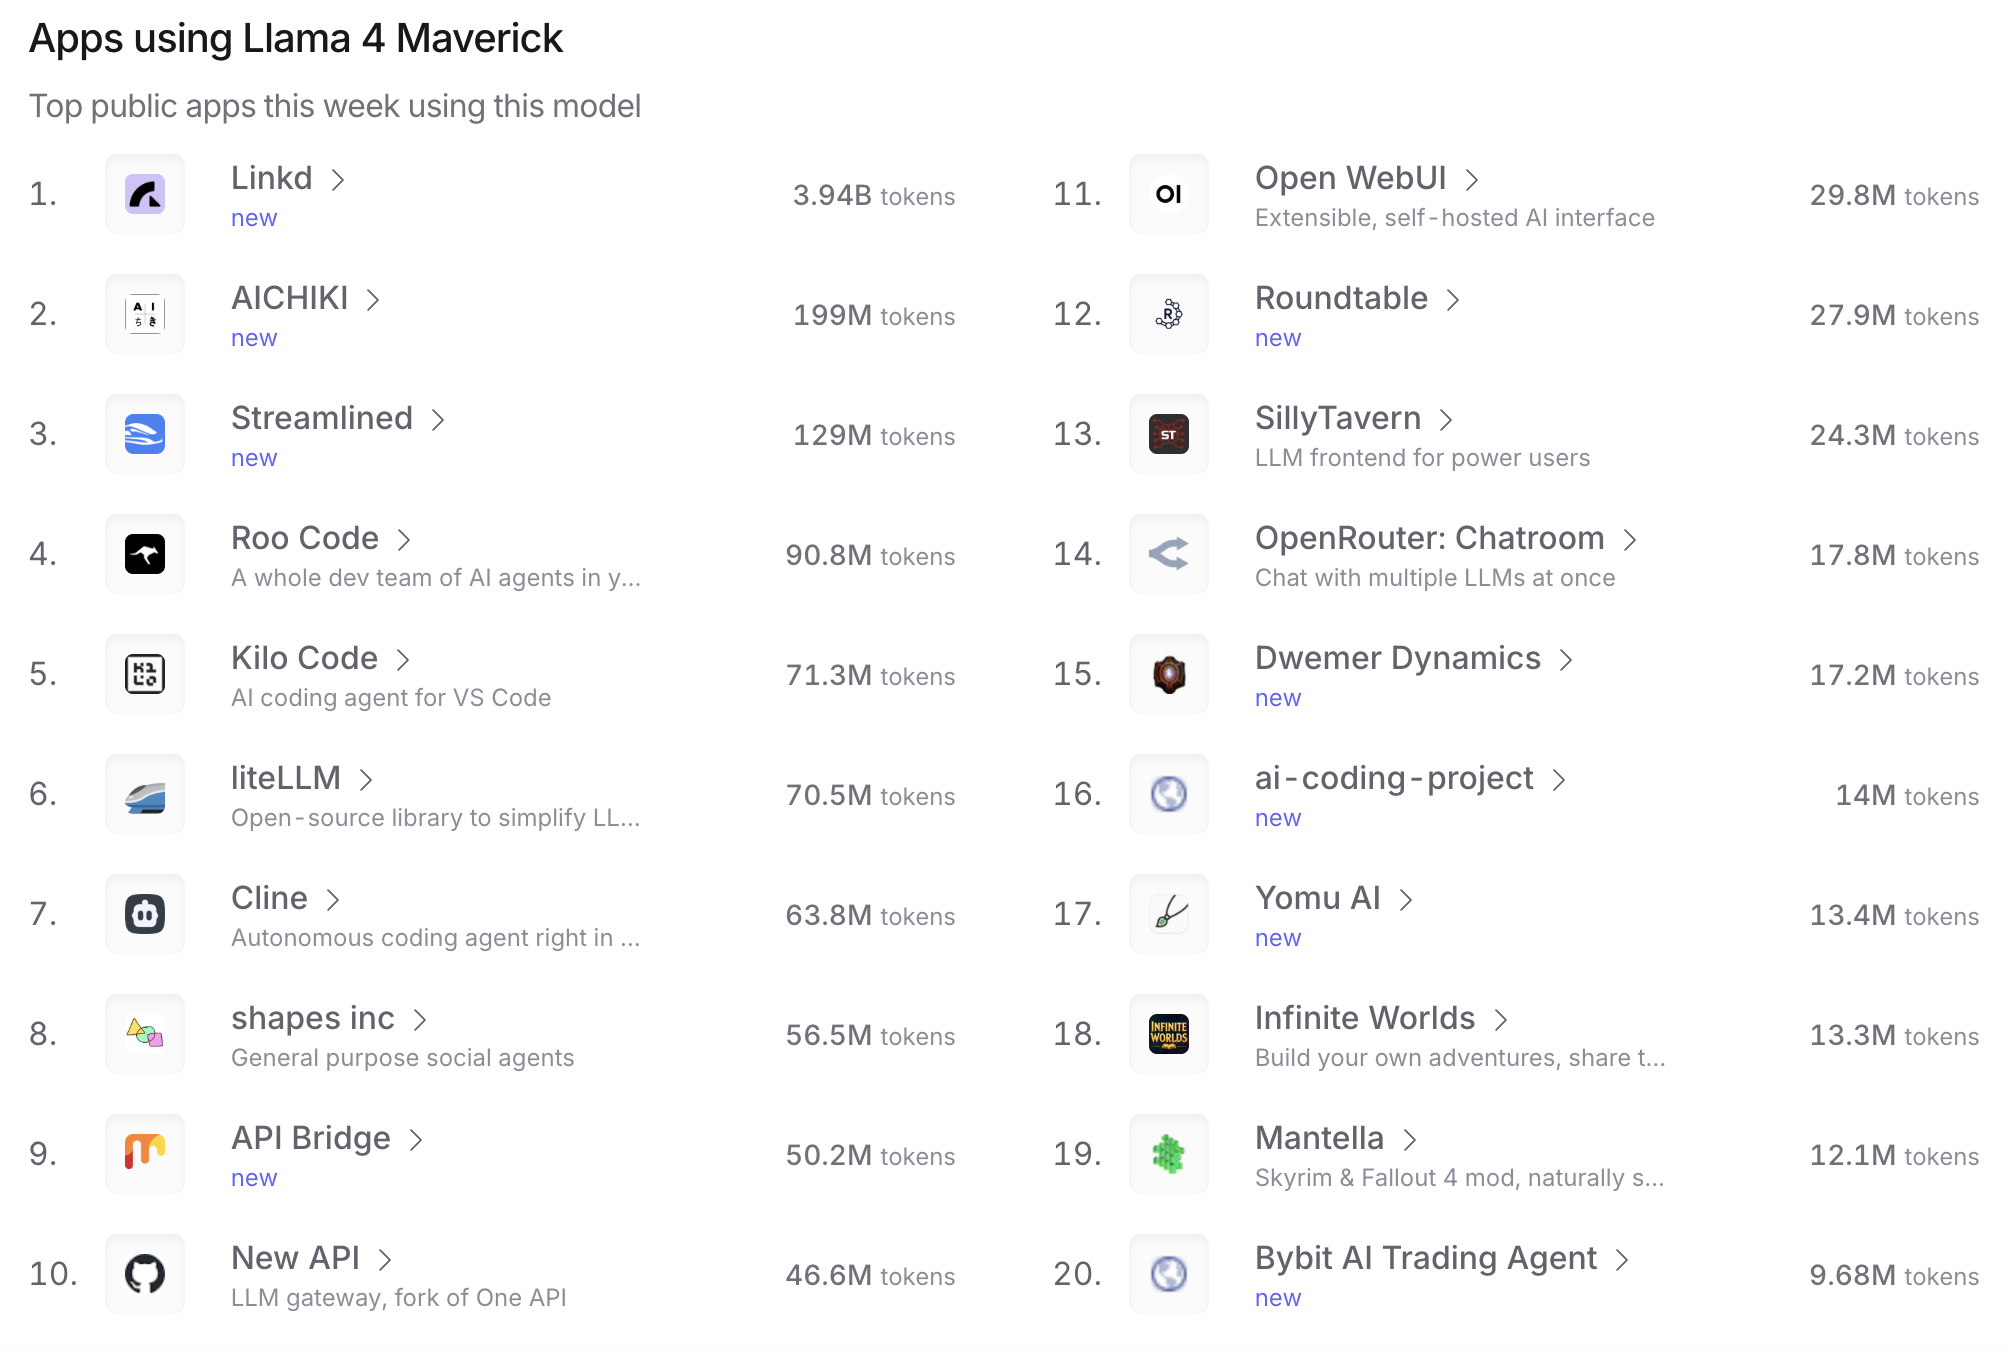 Apps using Llama 4 Maverick
Top public apps this week using this model
1.
Linkd
new
3.94B tokens
2.
AI
ちき
AICHIKI
new
199M tokens
3.
Streamlined
new
129M tokens
4.
Roo Code
A whole dev team of AI agents in y...
90.8M tokens
5.
Kilo Code
AI coding agent for VS Code
71.3M tokens
6.
liteLLM
Open-source library to simplify LL...
70.5M tokens
7.
Cline
Autonomous coding agent right in ...
63.8M tokens
8.
shapes inc
General purpose social agents
56.5M tokens
9.
API Bridge
new
50.2M tokens
10.
New API
LLM gateway, fork of One API
46.6M tokens
11.
OI
Open WebUI
Extensible, self-hosted AI interface
29.8M tokens
12.
R
Roundtable
new
27.9M tokens
13.
ST
SillyTavern
LLM frontend for power users
24.3M tokens
14.
OpenRouter: Chatroom
Chat with multiple LLMs at once
17.8M tokens
15.
Dwemer Dynamics
new
17.2M tokens
16.
ai-coding-project
new
14M tokens
17.
Yomu AI
new
13.4M tokens
18.
INFINITE
WORLDS
Infinite Worlds
Build your own adventures, share t...
13.3M tokens
19.
Mantella
Skyrim & Fallout 4 mod, naturally s...
12.1M tokens
20.
Bybit AI Trading Agent
new
9.68M tokens